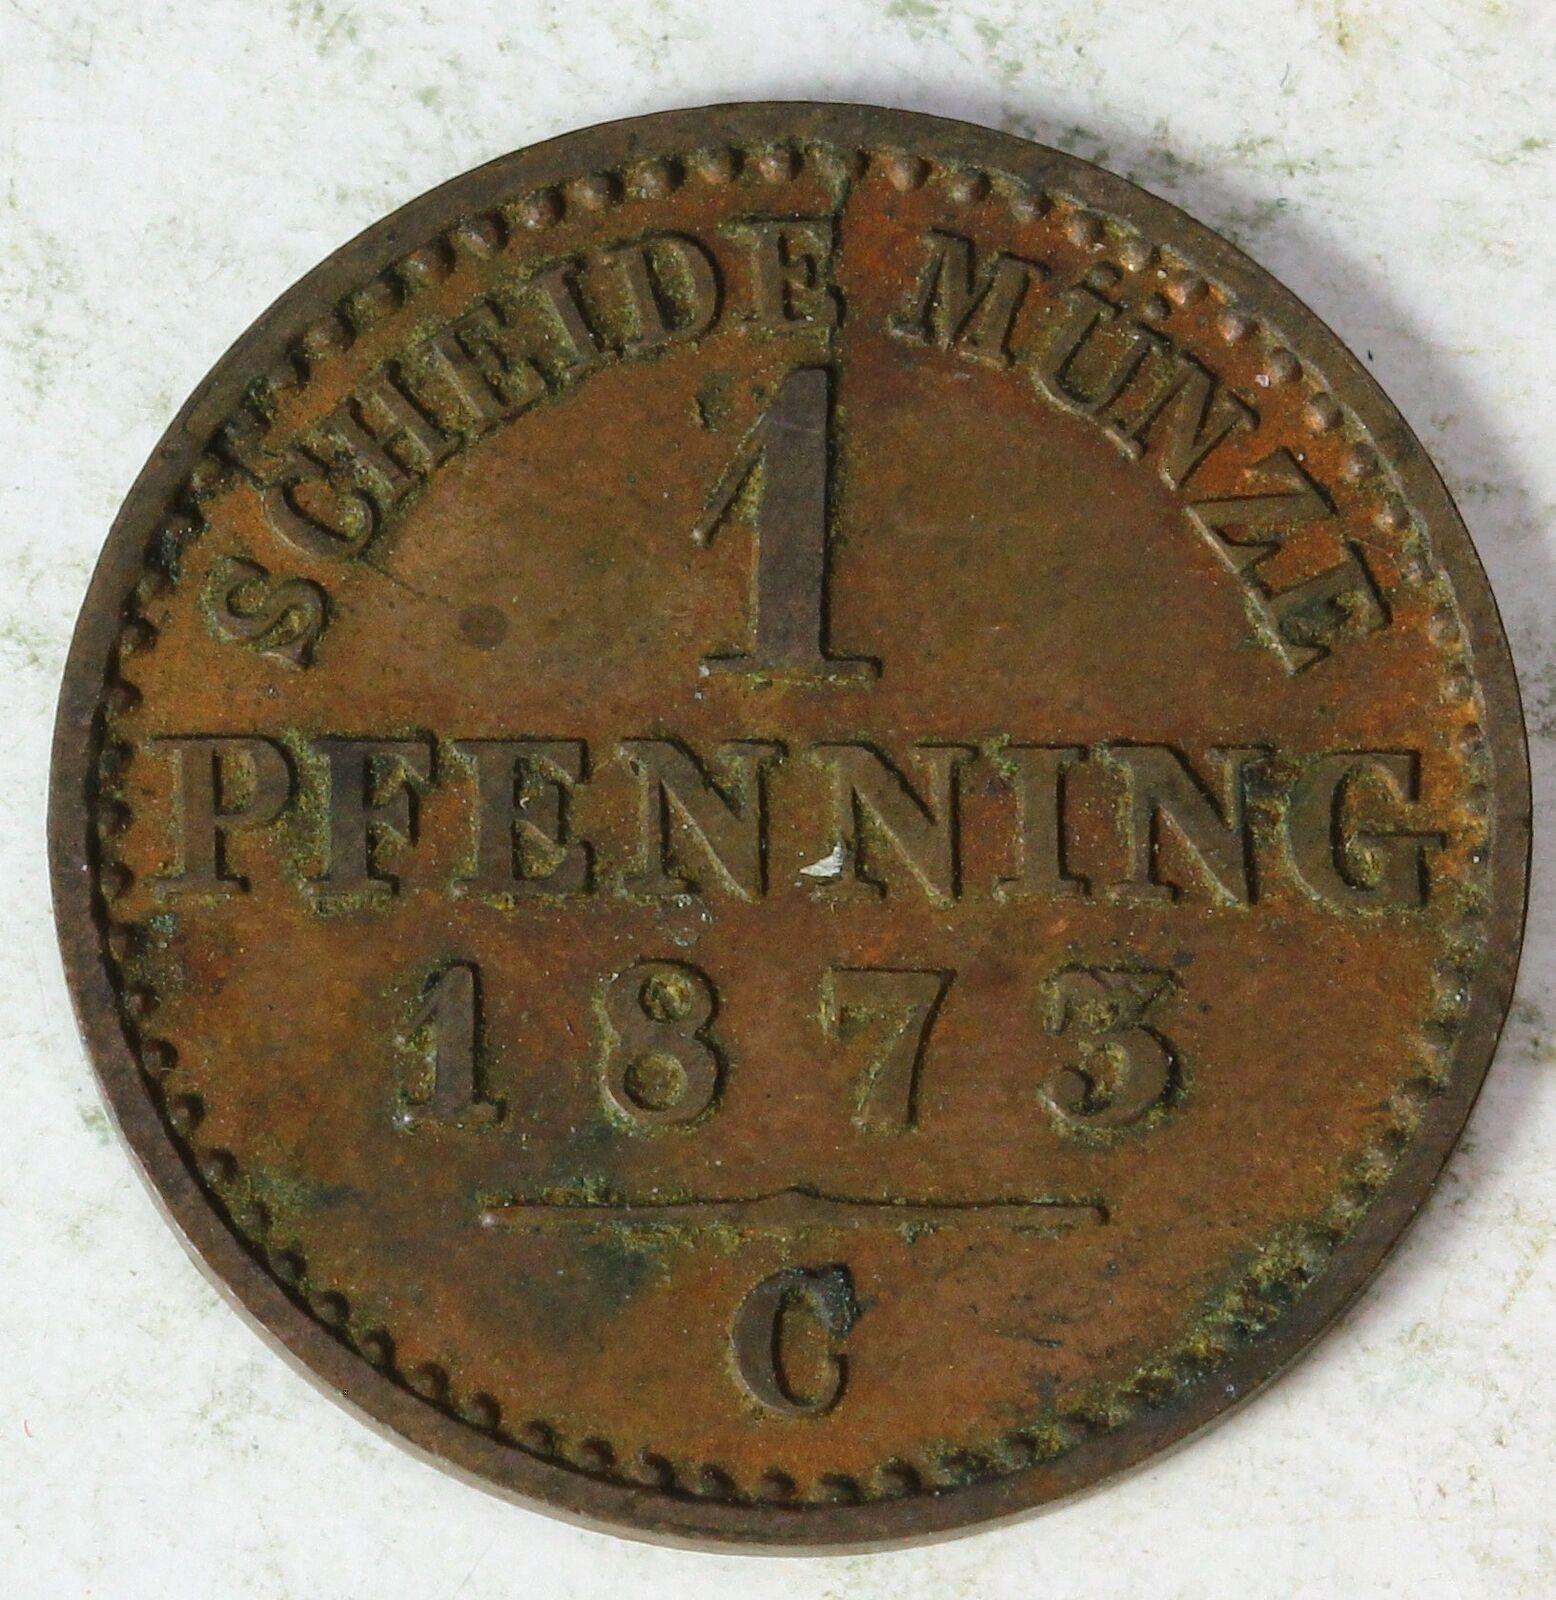 SCHEIDE MÜNZE
1
PFENNING
1873
C